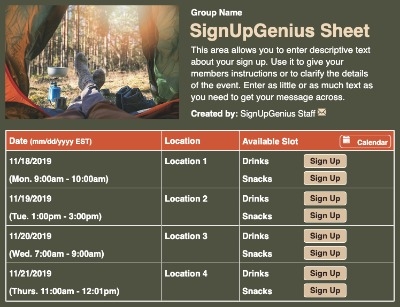 Group Name
SignUpGenius Sheet
This area allows you to enter descriptive text
about your sign up. Use it to give your
members instructions or to clarify the details
of the event. Enter as little or as much text as
you need to get your message across.
Created by: SignUpGenius Staff
Date (mm/dd/yyyy EST) Location Available Slot Calendar
11/18/2019 Location 1 Drinks Sign Up
(Mon. 9:00am - 10:00am) Snacks Sign Up
11/19/2019 Location 2 Drinks Sign Up
(Tue. 1:00pm - 3:00pm) Snacks Sign Up
11/20/2019 Location 3 Drinks Sign Up
(Wed. 7:00am - 9:00am) Snacks Sign Up
11/21/2019 Location 4 Drinks Sign Up
(Thurs. 11:00am - 12:01pm) Snacks Sign Up